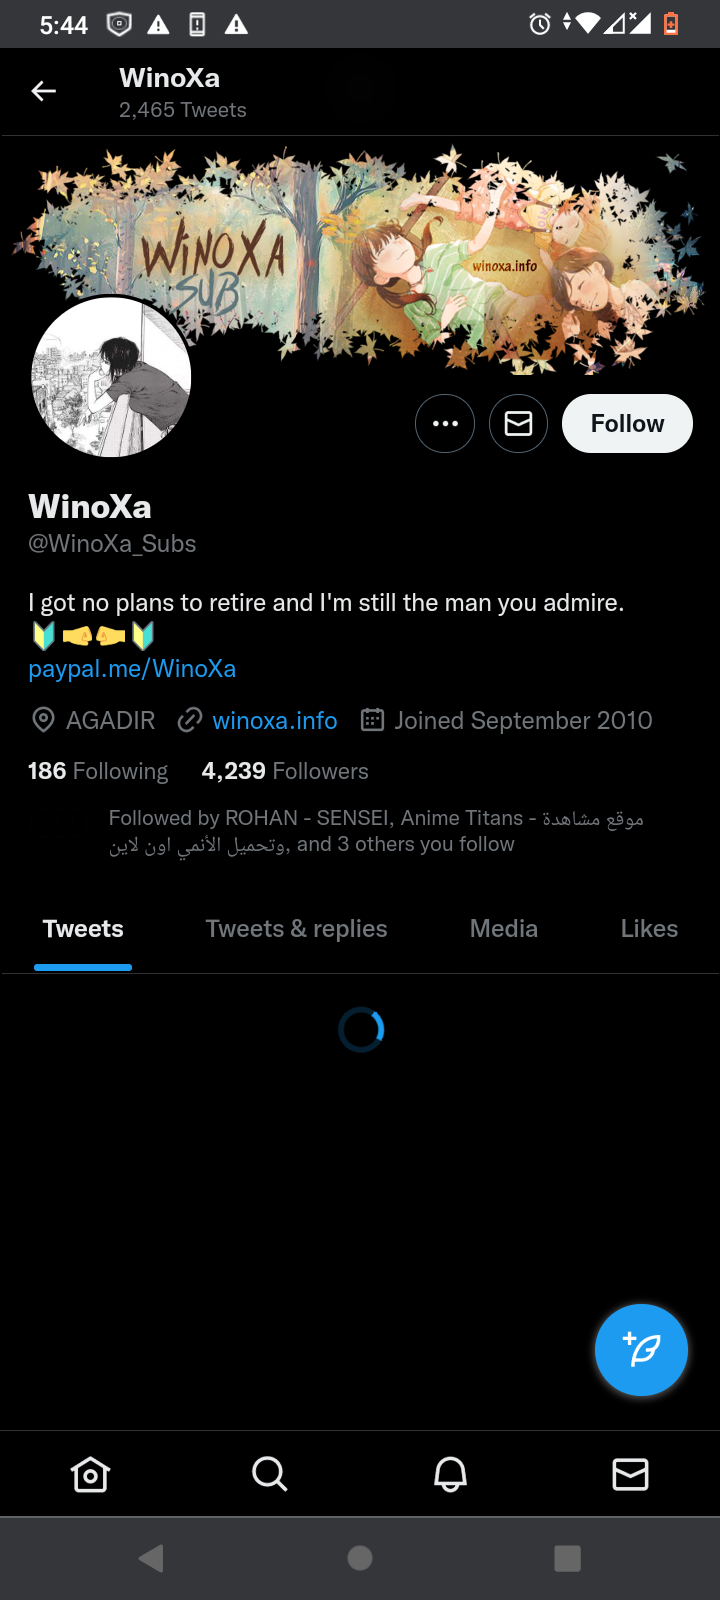 5:44
WinoXa
2,465 Tweets
WINOXA
SUB
winoxa.info
Follow
WinoXa
@WinoXa_Subs
I got no plans to retire and I'm still the man you admire.
🔰🤜🤛🔰
paypal.me/WinoXa
AGADIR winoxa.info Joined September 2010
186 Following 4,239 Followers
Followed by ROHAN - SENSEI, Anime Titans - موقع مشاهدة
وتحميل الأنمي اون لاين, and 3 others you follow
Tweets Tweets & replies Media Likes